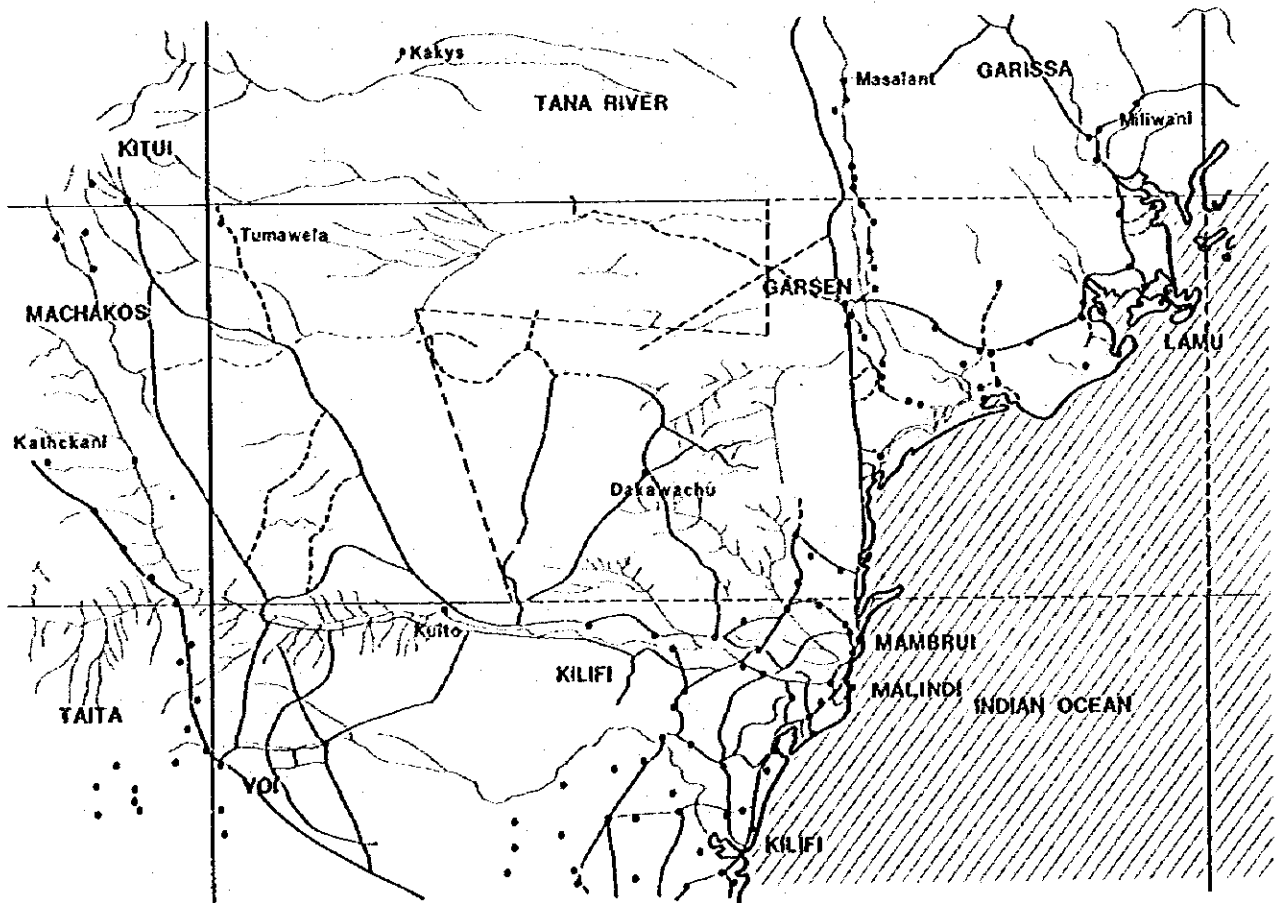 Kakys
Masalant
GARISSA
TANA RIVER
Miliwani
KITUI
Tumawela
GARSEN
MACHAKOS
LAMU
Kathekani
Dakawachu
Kuito
MAMBRUI
KILIFI
MALINDI
TAITA
INDIAN OCEAN
VOI
KILIFI